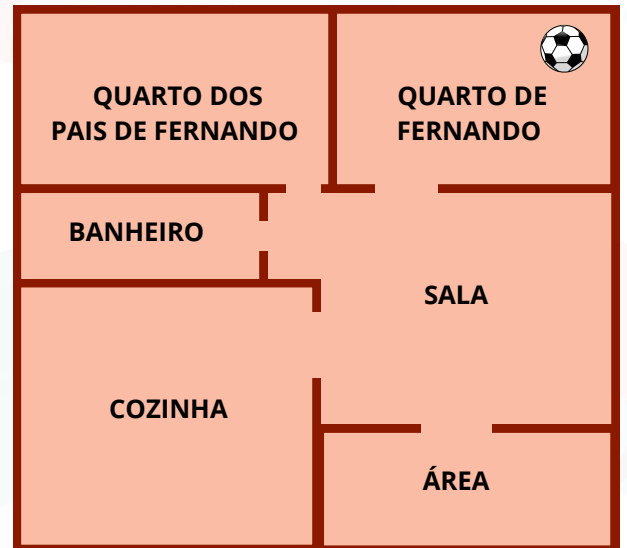 QUARTO DOS
PAIS DE FERNANDO
QUARTO DE
FERNANDO
BANHEIRO
SALA
COZINHA
ÁREA